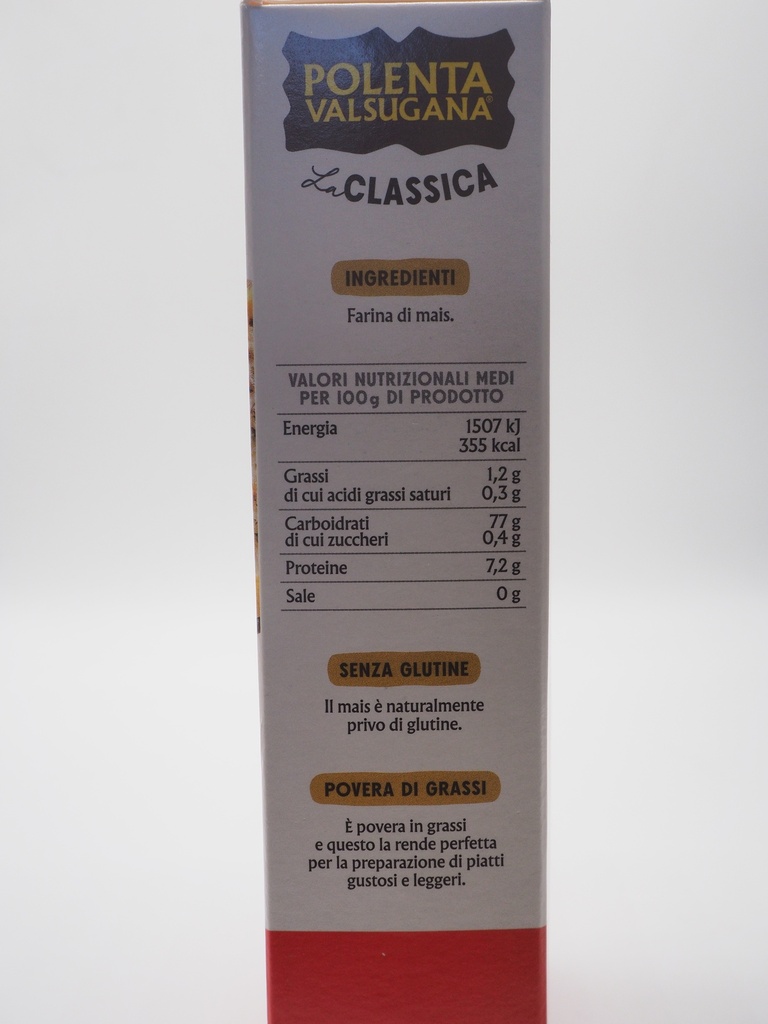 POLENTA
VALSUGANA®
La CLASSICA
INGREDIENTI
Farina di mais.
VALORI NUTRIZIONALI MEDI
PER 100g DI PRODOTTO
Energia 1507 kJ
355 kcal
Grassi 1,2 g
di cui acidi grassi saturi 0,3 g
Carboidrati 77 g
di cui zuccheri 0,4 g
Proteine 7,2 g
Sale 0 g
SENZA GLUTINE
Il mais è naturalmente
privo di glutine.
POVERA DI GRASSI
È povera in grassi
e questo la rende perfetta
per la preparazione di piatti
gustosi e leggeri.